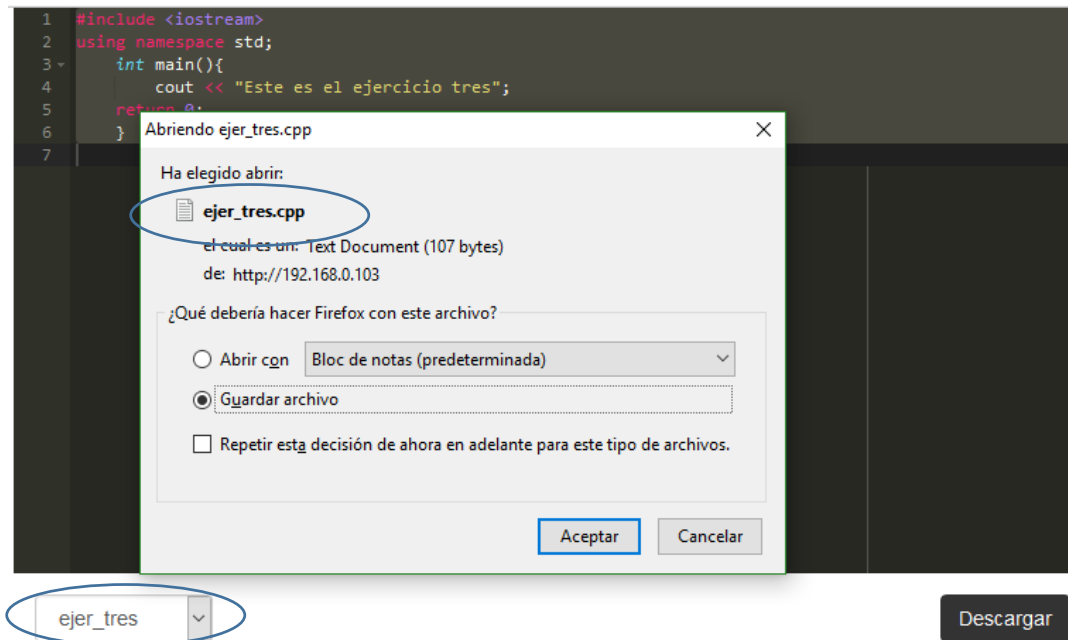 1 #include <iostream>
2 using namespace std;
3 int main(){
4 cout << "Este es el ejercicio tres";
5 return 0;
6 }
7
Abriendo ejer_tres.cpp
Ha elegido abrir:
ejer_tres.cpp
el cual es un: Text Document (107 bytes)
de: http://192.168.0.103
¿Qué debería hacer Firefox con este archivo?
Abrir con Bloc de notas (predeterminada)
Guardar archivo
Repetir esta decisión de ahora en adelante para este tipo de archivos.
Aceptar Cancelar
ejer_tres Descargar